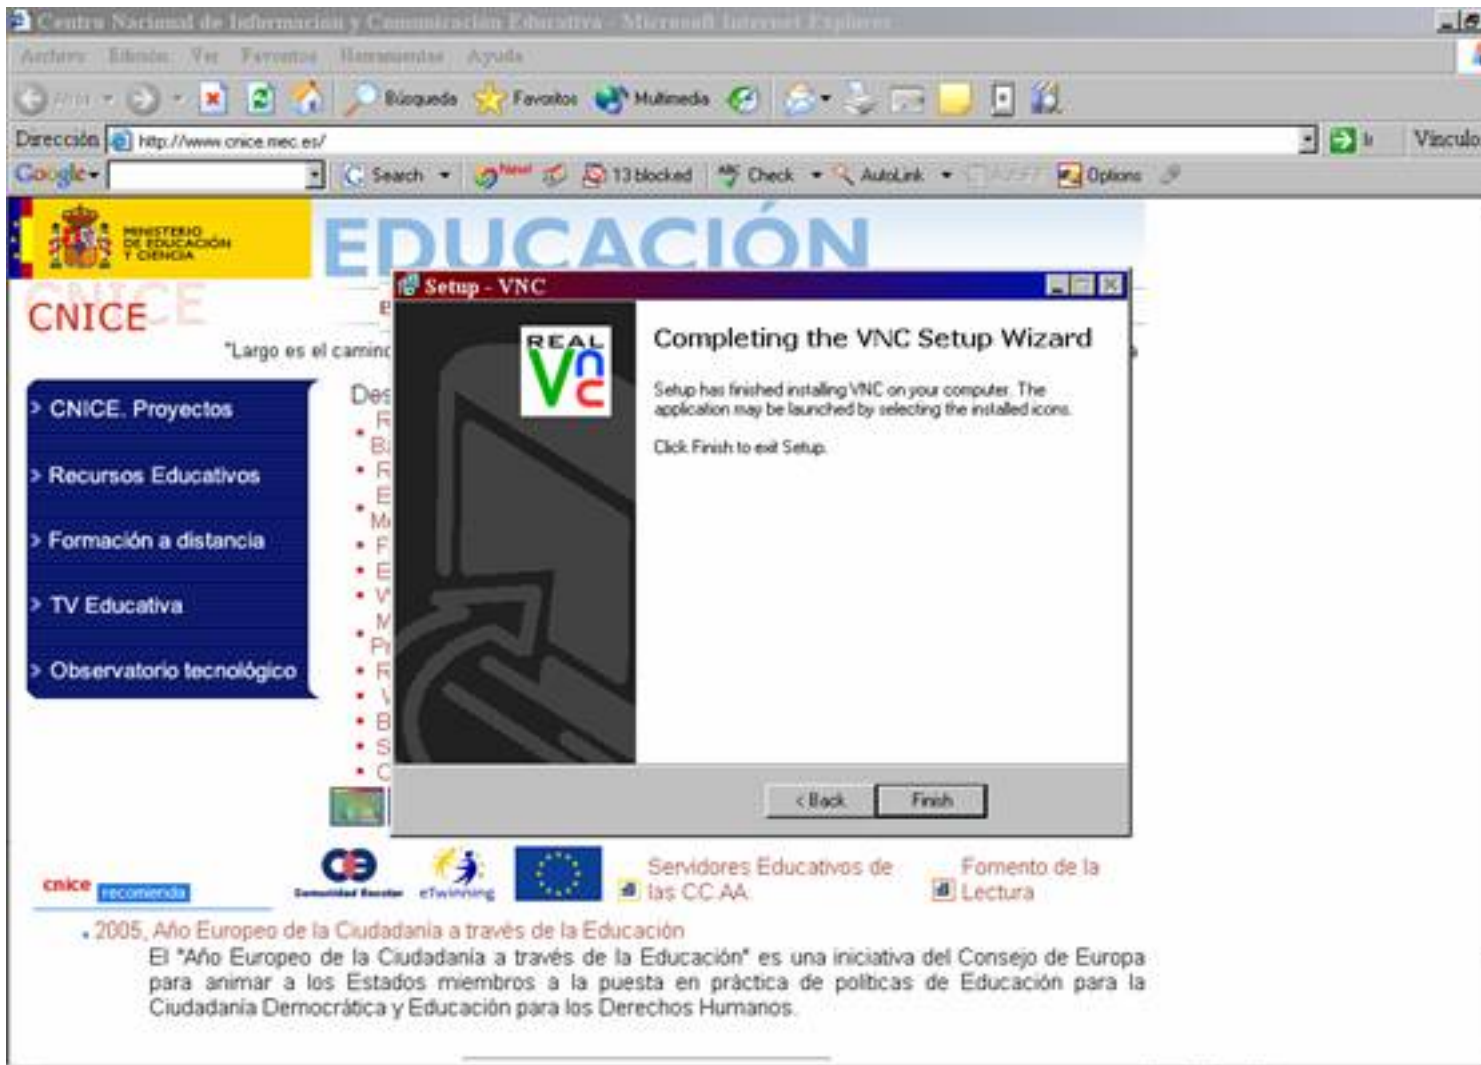 Centro Nacional de Información y Comunicación Educativa - Microsoft Internet Explorer
Archivo Edición Ver Favoritos Herramientas Ayuda
Atrás Búsqueda Favoritos Multimedia
Dirección http://www.cnice.mec.es/ Ir Vínculo
Google Search New! 13 blocked Check AutoLink Options
MINISTERIO
DE EDUCACIÓN
Y CIENCIA
EDUCACIÓN
CNICE
"Largo es el camino
> CNICE. Proyectos
> Recursos Educativos
> Formación a distancia
> TV Educativa
> Observatorio tecnológico
Setup - VNC
REAL
VNC
Completing the VNC Setup Wizard
Setup has finished installing VNC on your computer. The
application may be launched by selecting the installed icons.
Click Finish to exit Setup.
< Back Finish
cnice recomienda
Comunidad Escolar
eTwinning
Servidores Educativos de
las CC.AA.
Fomento de la
Lectura
2005, Año Europeo de la Ciudadanía a través de la Educación
El "Año Europeo de la Ciudadanía a través de la Educación" es una iniciativa del Consejo de Europa
para animar a los Estados miembros a la puesta en práctica de políticas de Educación para la
Ciudadanía Democrática y Educación para los Derechos Humanos.